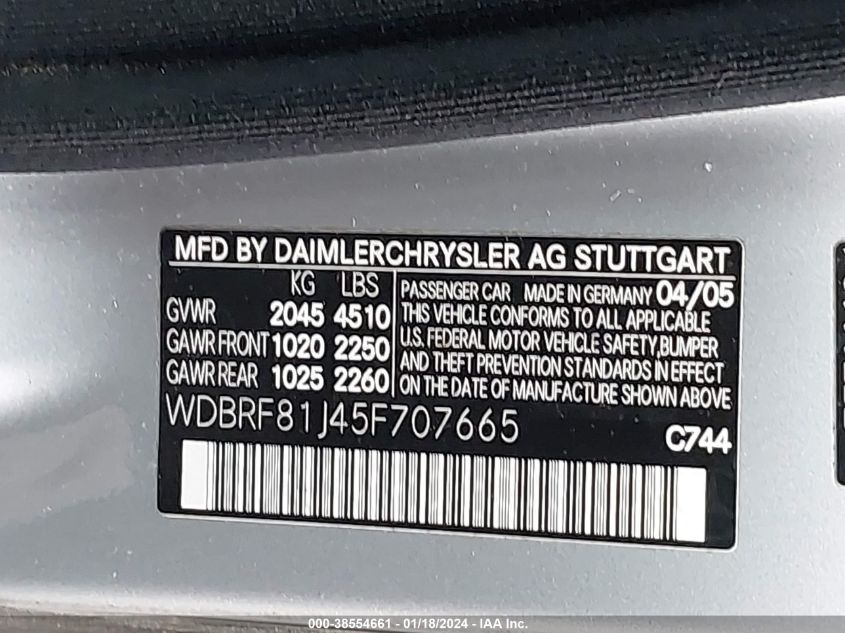 MFD BY DAIMLERCHRYSLER AG STUTTGART
KG LBS
GVWR 2045 4510
GAWR FRONT 1020 2250
GAWR REAR 1025 2260
PASSENGER CAR MADE IN GERMANY 04/05
THIS VEHICLE CONFORMS TO ALL APPLICABLE
U.S. FEDERAL MOTOR VEHICLE SAFETY,BUMPER
AND THEFT PREVENTION STANDARDS IN EFFECT
ON THE DATE OF MANUFACTURE SHOWN ABOVE
WDBRF81J45F707665
C744
000-38554661 - 01/18/2024 - IAA Inc.